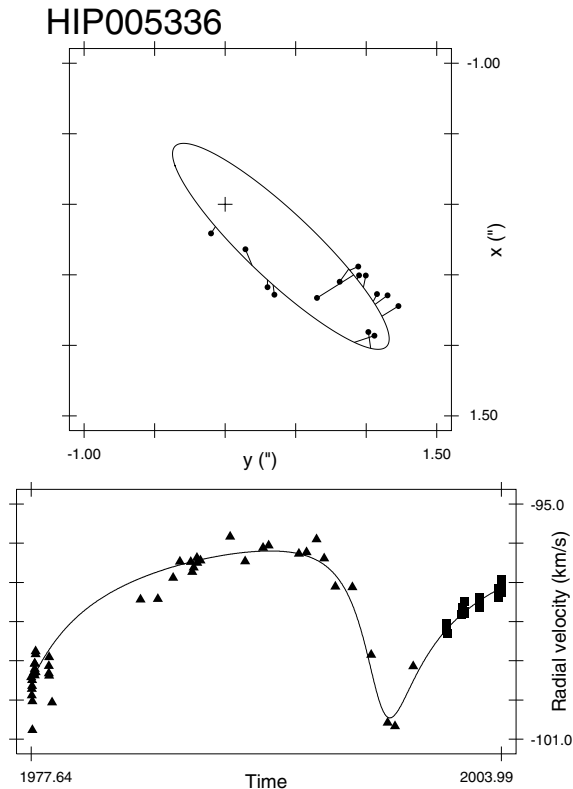 HIP005336
-1.00
x (")
1.50
-1.00
1.50
y (")
-95.0
Radial velocity (km/s)
-101.0
1977.64
2003.99
Time